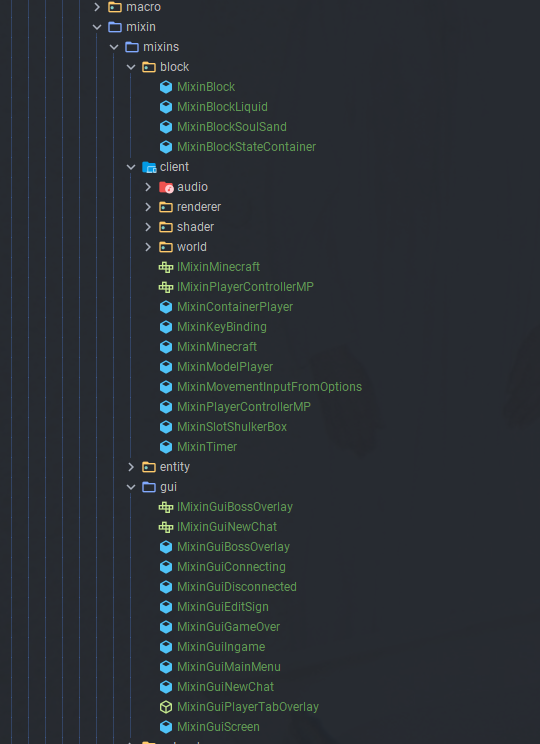 macro
mixin
mixins
block
MixinBlock
MixinBlockLiquid
MixinBlockSoulSand
MixinBlockStateContainer
client
audio
renderer
shader
world
IMixinMinecraft
IMixinPlayerControllerMP
MixinContainerPlayer
MixinKeyBinding
MixinMinecraft
MixinModelPlayer
MixinMovementInputFromOptions
MixinPlayerControllerMP
MixinSlotShulkerBox
MixinTimer
entity
gui
IMixinGuiBossOverlay
IMixinGuiNewChat
MixinGuiBossOverlay
MixinGuiConnecting
MixinGuiDisconnected
MixinGuiEditSign
MixinGuiGameOver
MixinGuiIngame
MixinGuiMainMenu
MixinGuiNewChat
MixinGuiPlayerTabOverlay
MixinGuiScreen